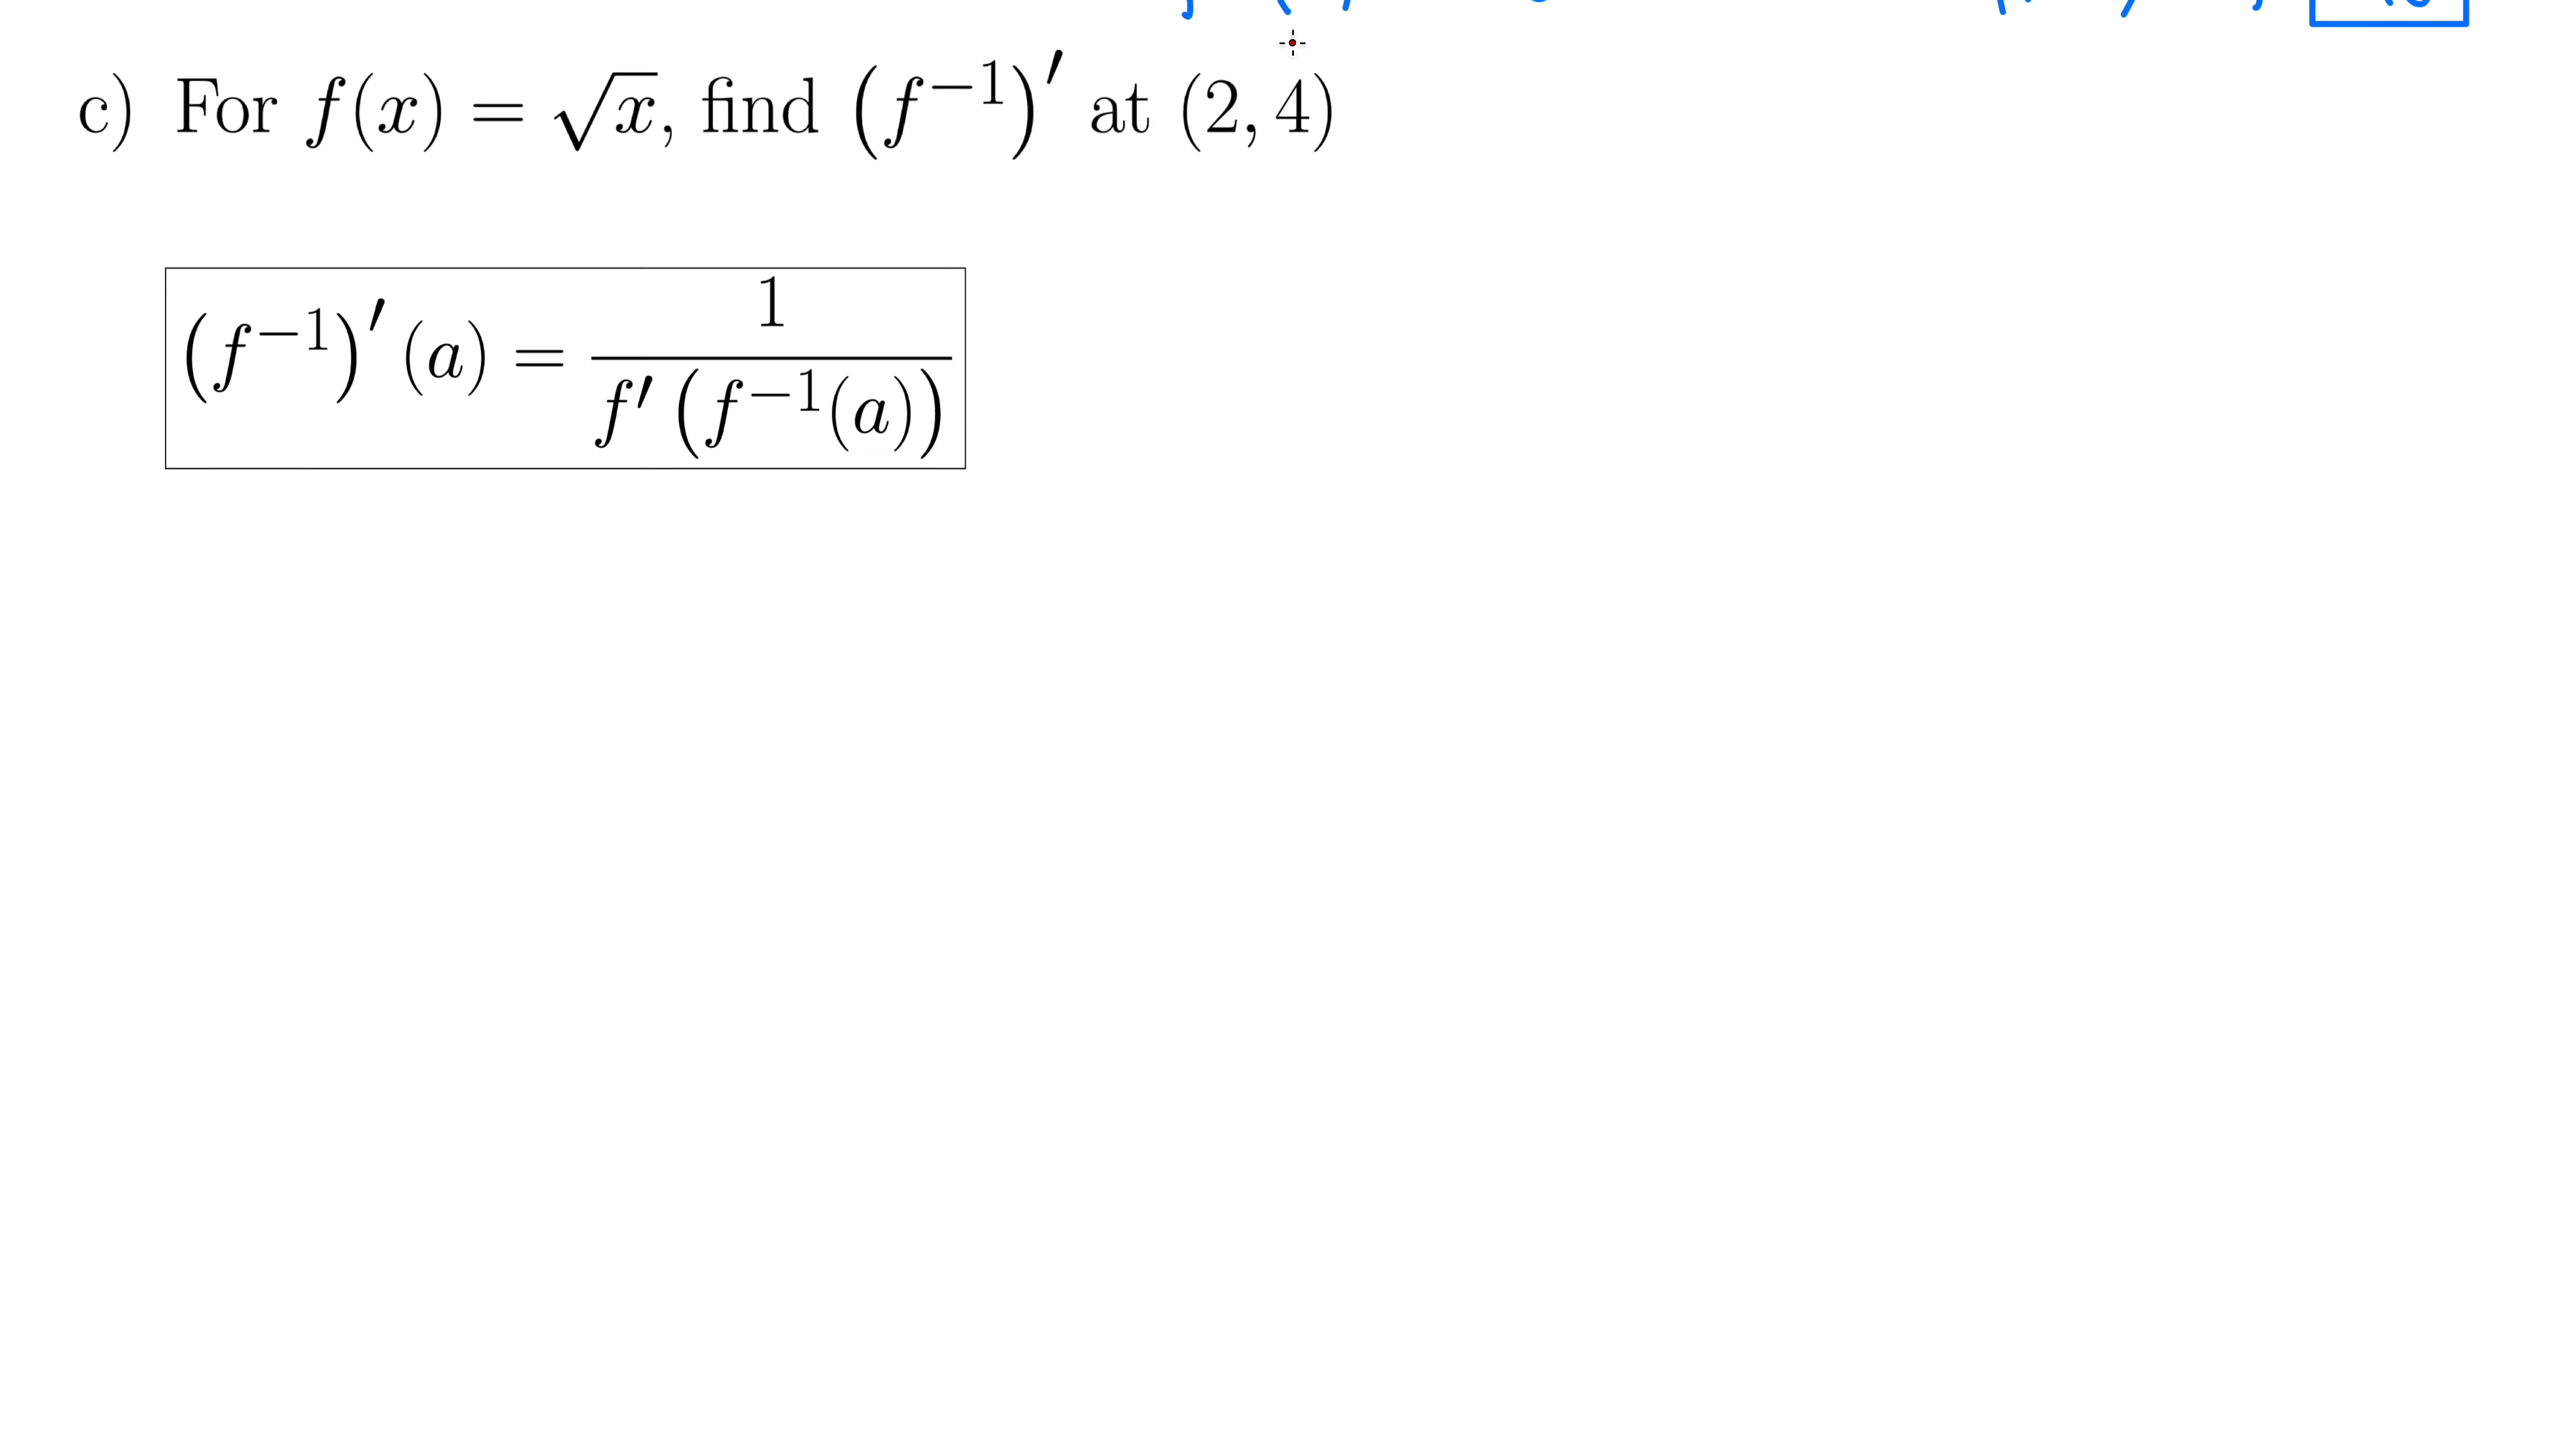 c) For f(x) = √x, find (f⁻¹)′ at (2, 4)
(f⁻¹)′(a) = 1 / f′(f⁻¹(a))